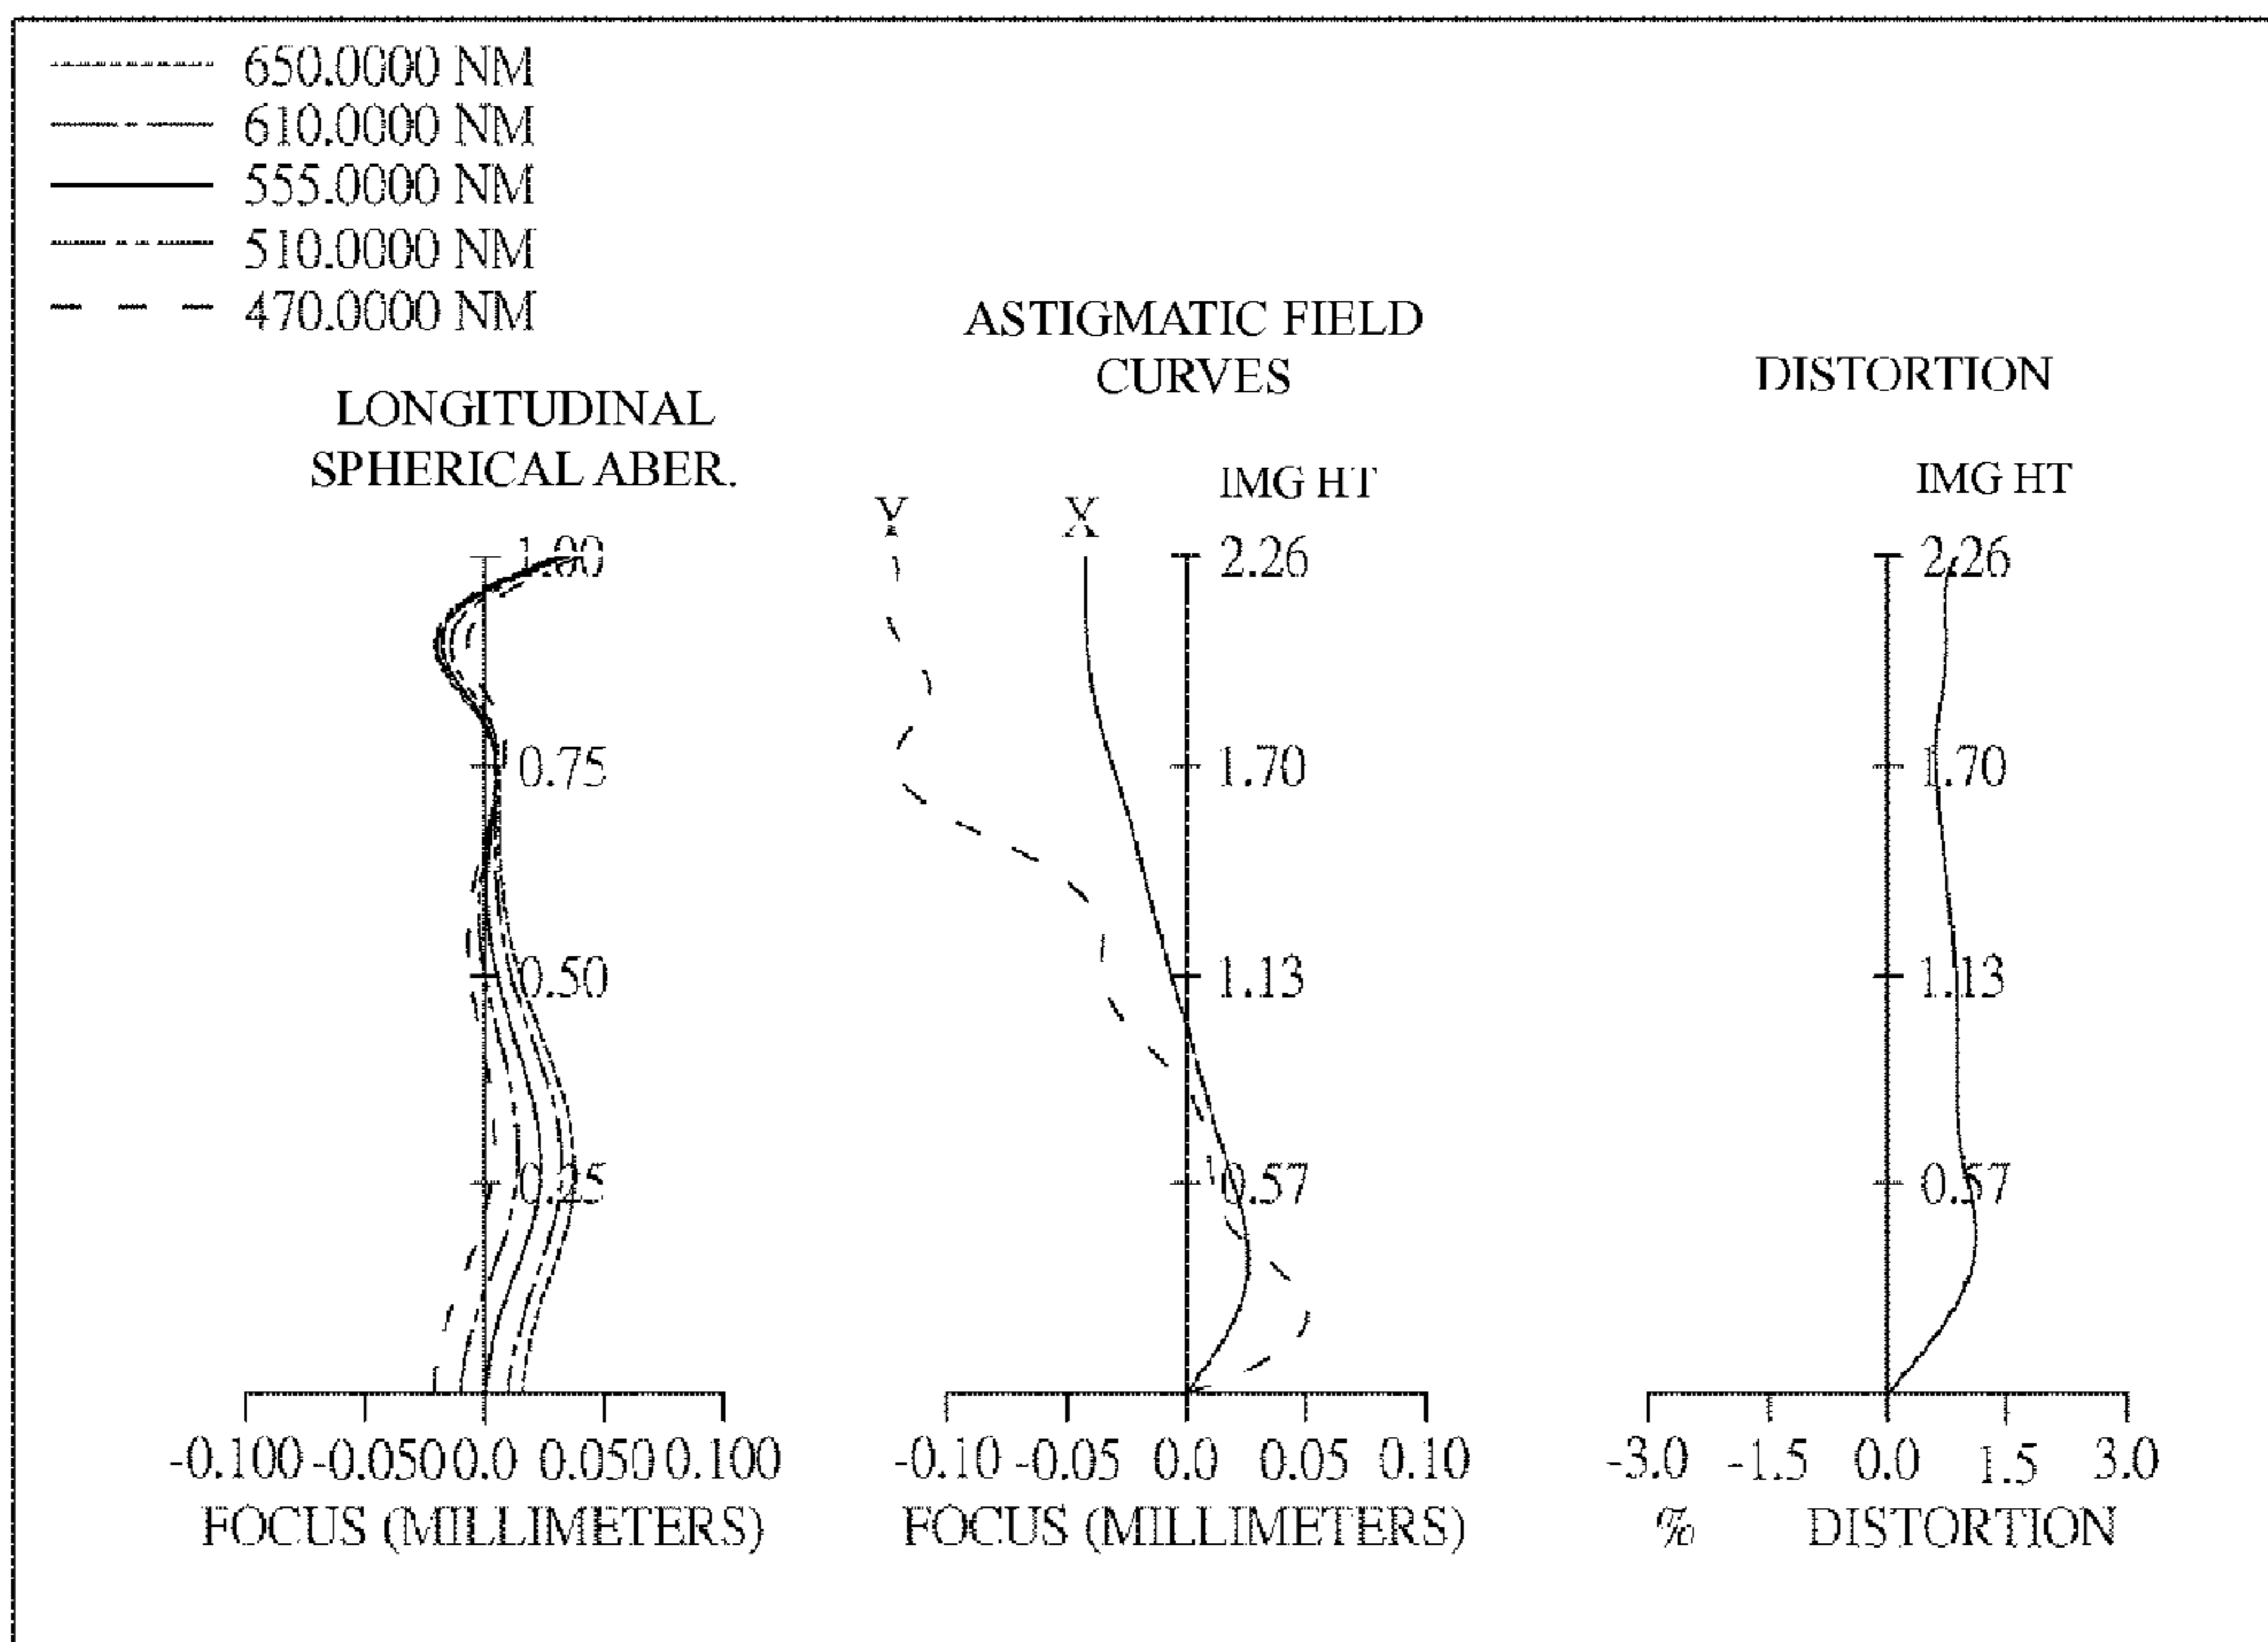 650.0000 NM
610.0000 NM
555.0000 NM
510.0000 NM
470.0000 NM
LONGITUDINAL
SPHERICAL ABER.
1.00
0.75
0.50
0.25
-0.100 -0.050 0.0 0.050 0.100
FOCUS (MILLIMETERS)
ASTIGMATIC FIELD
CURVES
IMG HT
Y X
2.26
1.70
1.13
0.57
-0.10 -0.05 0.0 0.05 0.10
FOCUS (MILLIMETERS)
DISTORTION
IMG HT
2.26
1.70
1.13
0.57
-3.0 -1.5 0.0 1.5 3.0
% DISTORTION